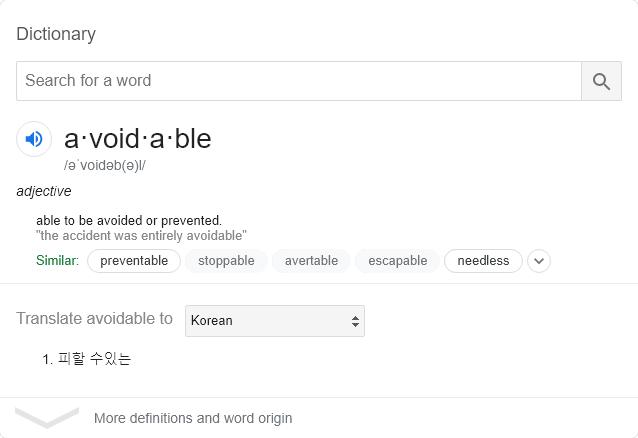 Dictionary
Search for a word
a·void·a·ble
/əˈvoidəb(ə)l/
adjective
able to be avoided or prevented.
"the accident was entirely avoidable"
Similar: preventable stoppable avertable escapable needless
Translate avoidable to Korean
1. 피할 수있는
More definitions and word origin